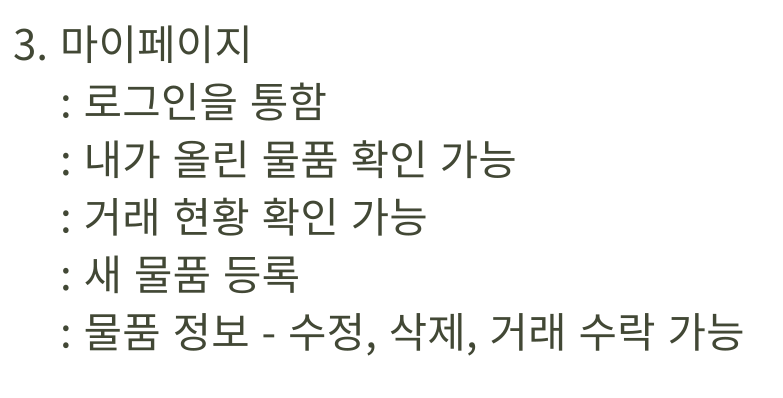 3. 마이페이지
: 로그인을 통함
: 내가 올린 물품 확인 가능
: 거래 현황 확인 가능
: 새 물품 등록
: 물품 정보 - 수정, 삭제, 거래 수락 가능